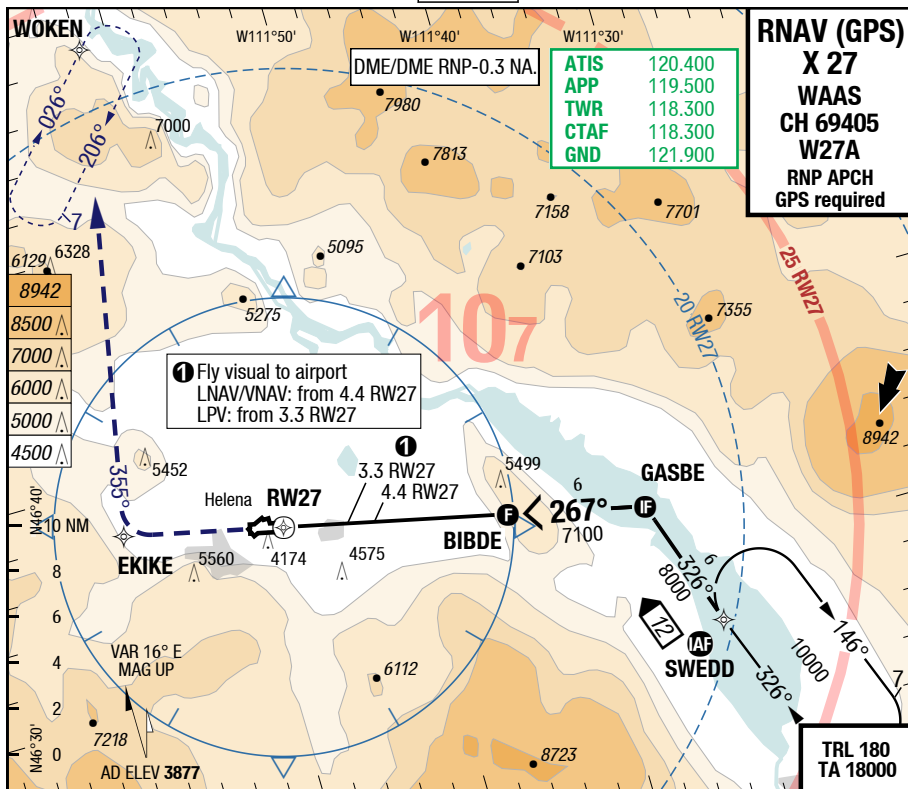 WOKEN
W111°50'
W111°40'
W111°30'
DME/DME RNP-0.3 NA.
ATIS 120.400
APP 119.500
TWR 118.300
CTAF 118.300
GND 121.900
RNAV (GPS)
X 27
WAAS
CH 69405
W27A
RNP APCH
GPS required
026°
206°
7
7000
7980
7813
7158
7701
7103
5095
6129
6328
5275
7355
25 RW27
20 RW27
107
8942
8500
7000
6000
5000
4500
1 Fly visual to airport
LNAV/VNAV: from 4.4 RW27
LPV: from 3.3 RW27
8942
1
3.3 RW27
4.4 RW27
5452
5499
355°
Helena
RW27
GASBE
6
IF
F
267°
7100
BIBDE
N46°40'
10 NM
EKIKE
5560
4174
4575
6
326°
8000
8
6
4
2
0
12
IAF
SWEDD
146°
10000
326°
7
VAR 16° E
MAG UP
6112
7218
N46°30'
AD ELEV 3877
8723
TRL 180
TA 18000